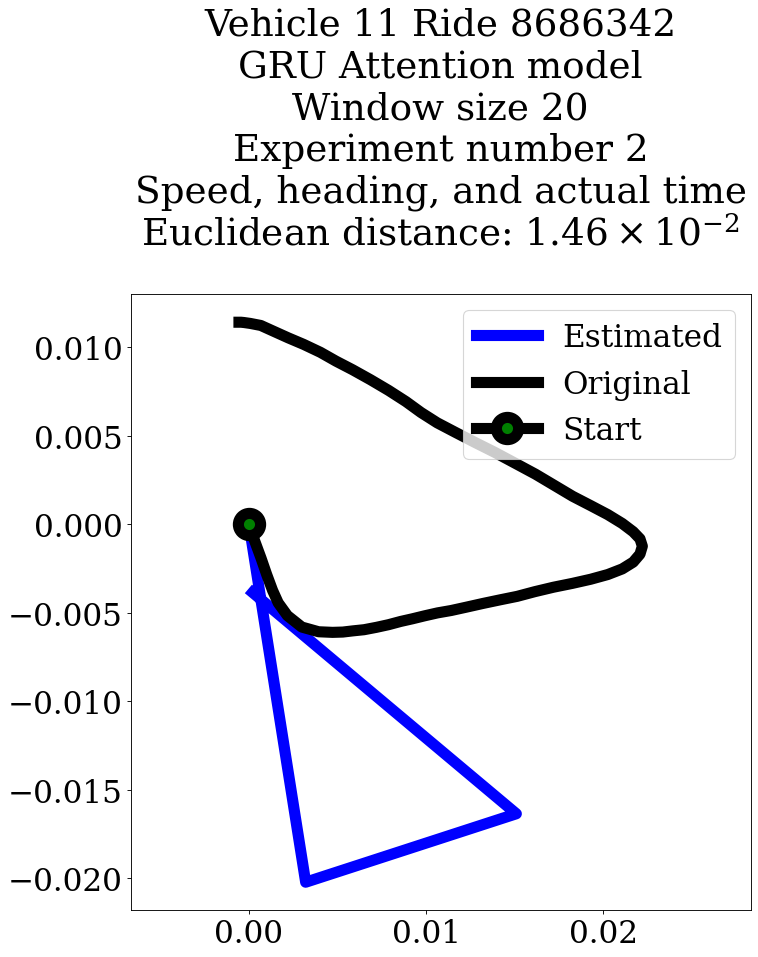 Vehicle 11 Ride 8686342
GRU Attention model
Window size 20
Experiment number 2
Speed, heading, and actual time
Euclidean distance: 1.46 × 10⁻²
Estimated
Original
Start
0.010
0.005
0.000
−0.005
−0.010
−0.015
−0.020
0.00 0.01 0.02